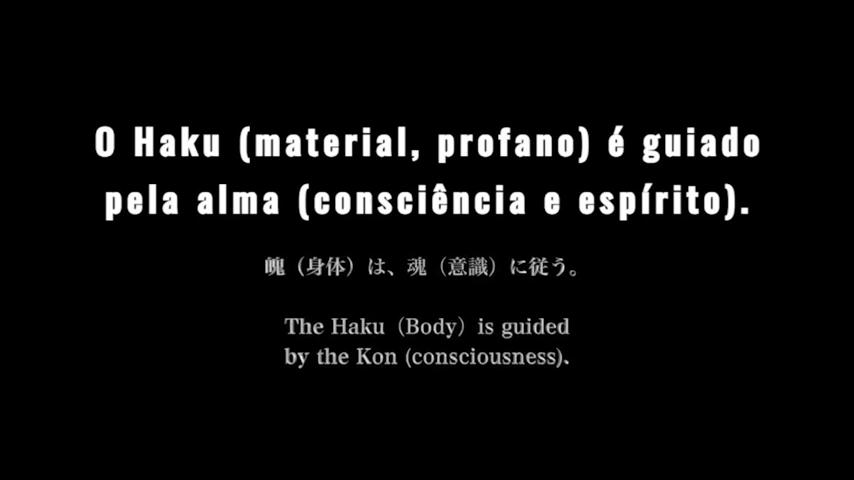 O Haku (material, profano) é guiado
pela alma (consciência e espírito).
魄（身体）は、魂（意識）に従う。
The Haku（Body）is guided
by the Kon (consciousness).